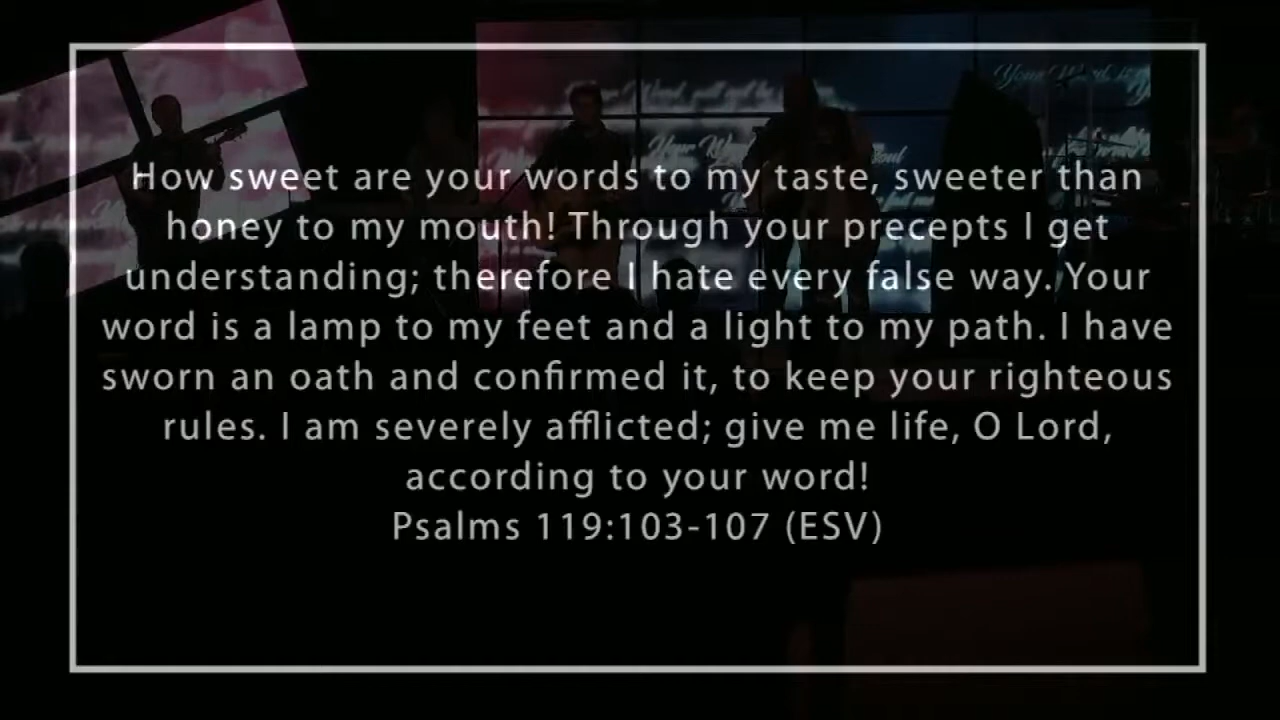 How sweet are your words to my taste, sweeter than
honey to my mouth! Through your precepts I get
understanding; therefore I hate every false way. Your
word is a lamp to my feet and a light to my path. I have
sworn an oath and confirmed it, to keep your righteous
rules. I am severely afflicted; give me life, O Lord,
according to your word!
Psalms 119:103-107 (ESV)